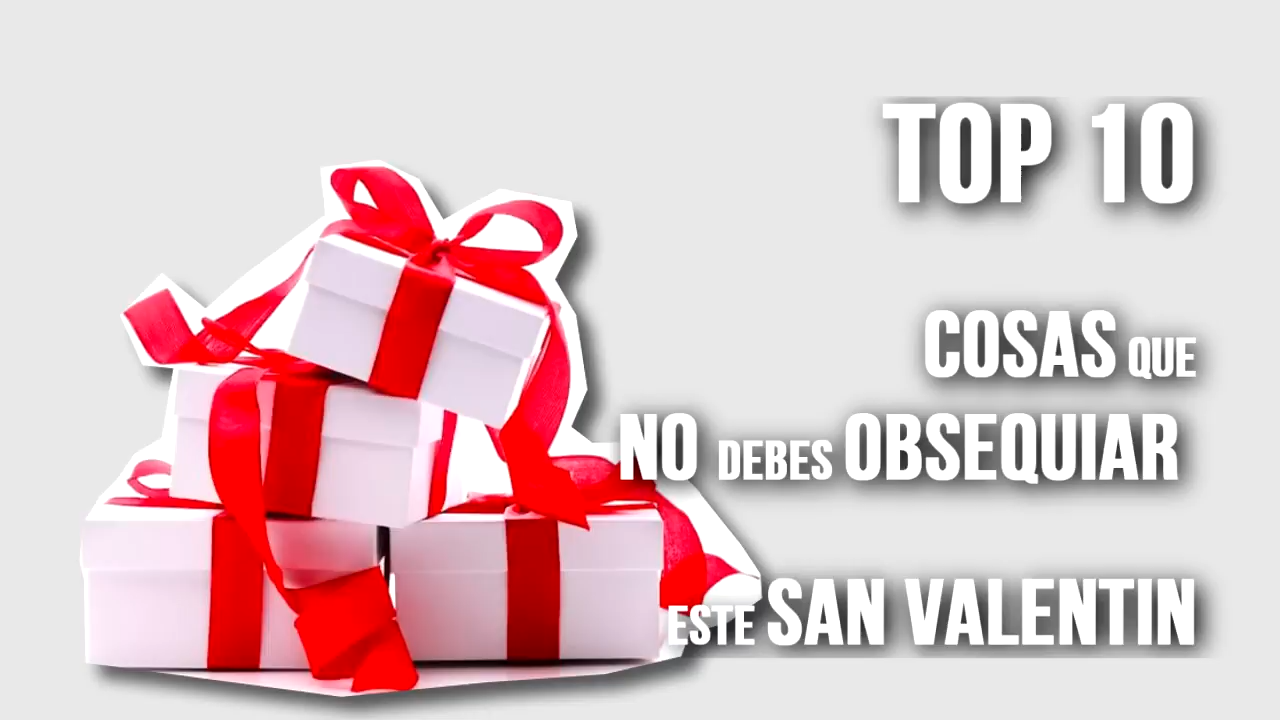 TOP 10
COSAS QUE
NO DEBES OBSEQUIAR
ESTE SAN VALENTIN